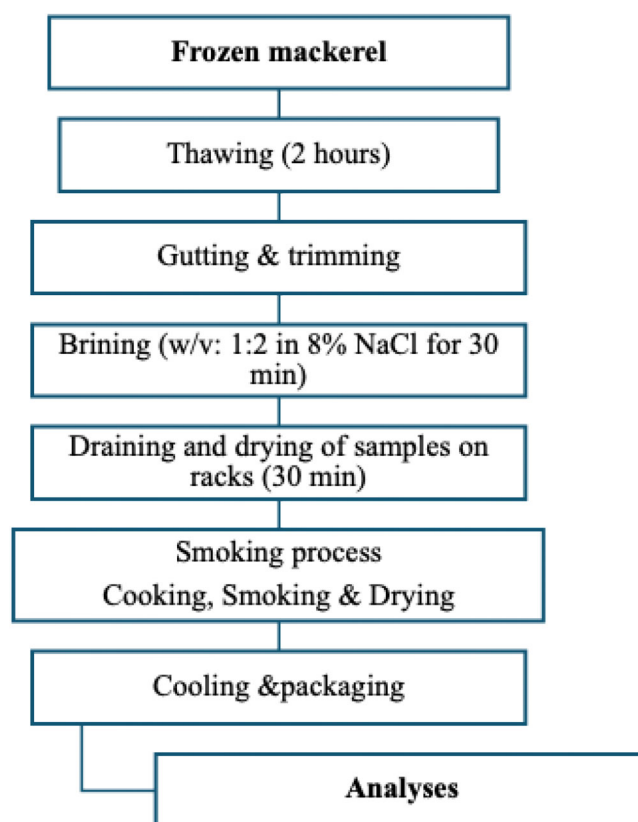 Frozen mackerel
Thawing (2 hours)
Gutting & trimming
Brining (w/v: 1:2 in 8% NaCl for 30
min)
Draining and drying of samples on
racks (30 min)
Smoking process
Cooking, Smoking & Drying
Cooling &packaging
Analyses